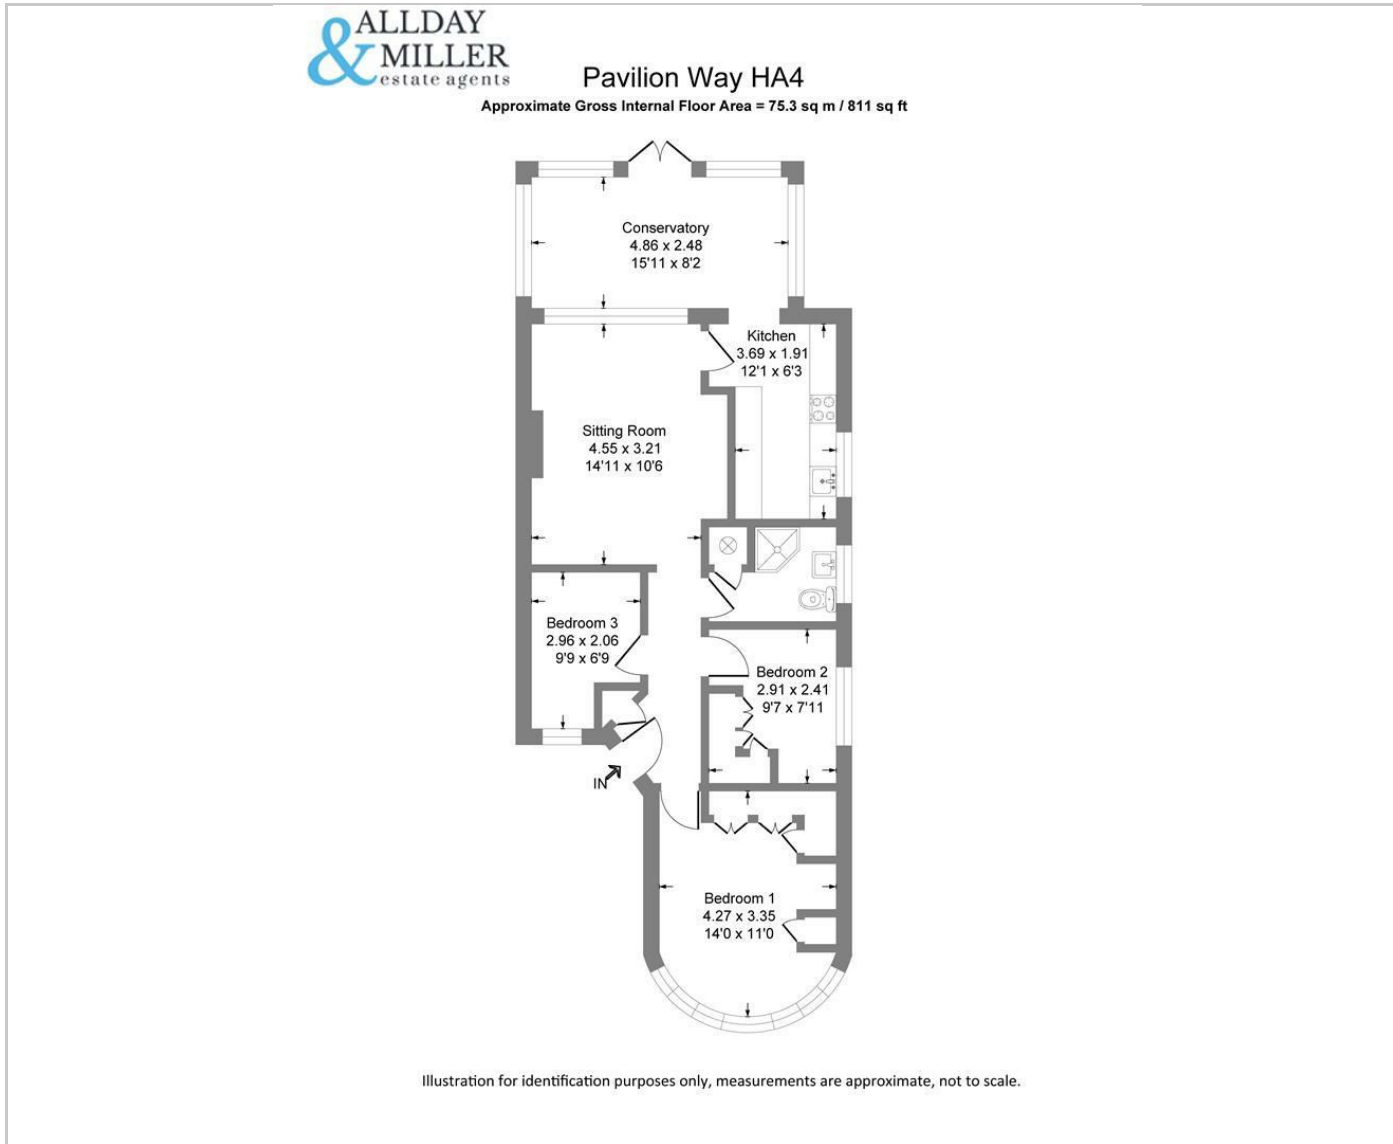 ALLDAY
& MILLER
estate agents
Pavilion Way HA4
Approximate Gross Internal Floor Area = 75.3 sq m / 811 sq ft
Conservatory
4.86 x 2.48
15'11 x 8'2
Kitchen
3.69 x 1.91
12'1 x 6'3
Sitting Room
4.55 x 3.21
14'11 x 10'6
Bedroom 3
2.96 x 2.06
9'9 x 6'9
Bedroom 2
2.91 x 2.41
9'7 x 7'11
IN
Bedroom 1
4.27 x 3.35
14'0 x 11'0
Illustration for identification purposes only, measurements are approximate, not to scale.